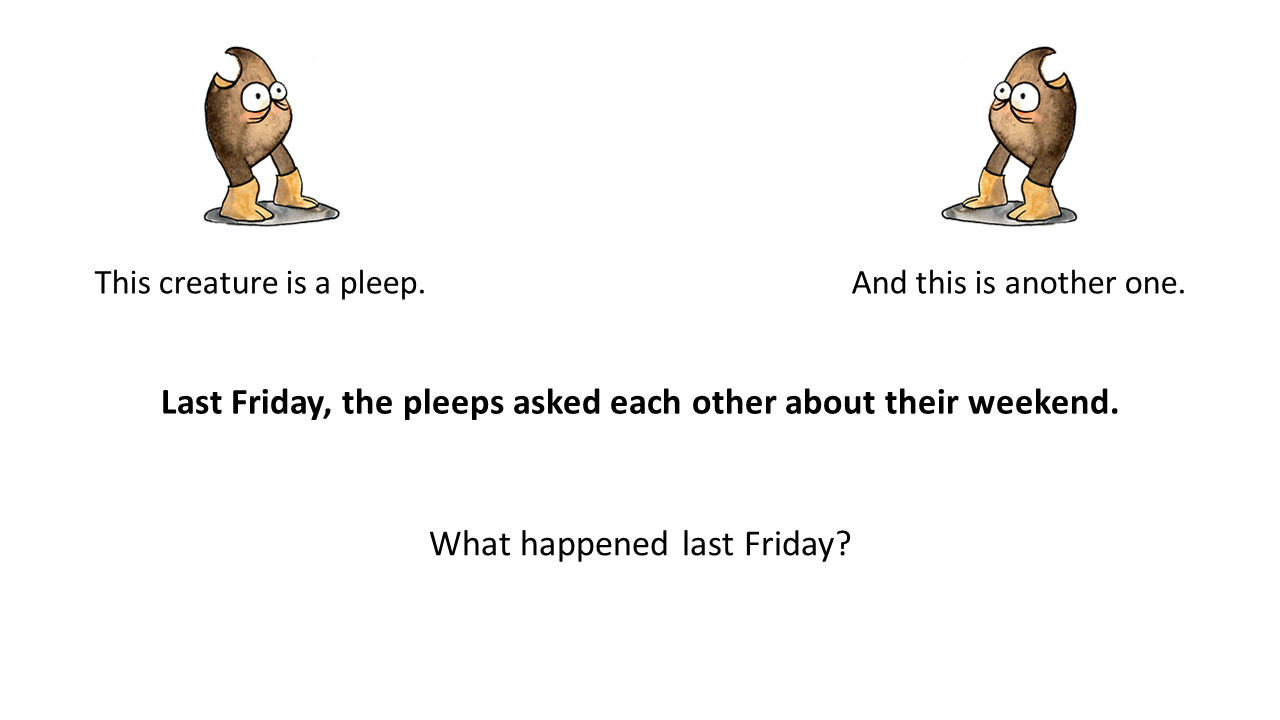 This creature is a pleep.
And this is another one.
Last Friday, the pleeps asked each other about their weekend.
What happened last Friday?